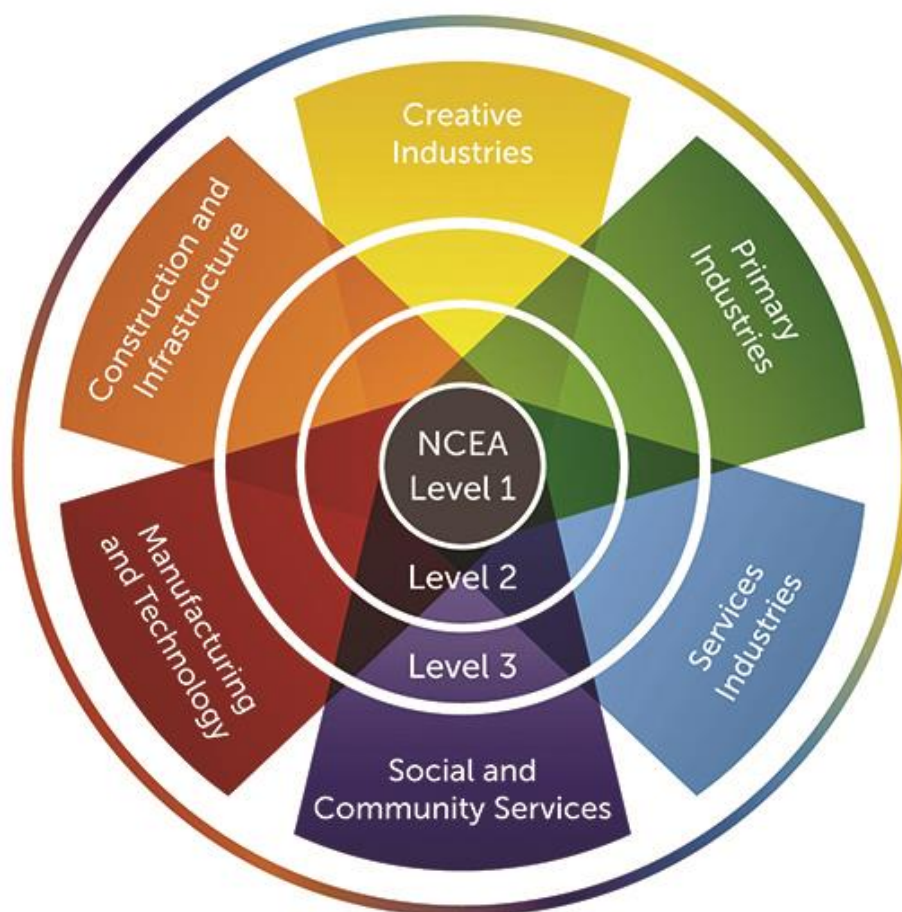 Creative
Industries
Primary
Industries
Services
Industries
Social and
Community Services
Manufacturing
and Technology
Construction and
Infrastructure
NCEA
Level 1
Level 2
Level 3